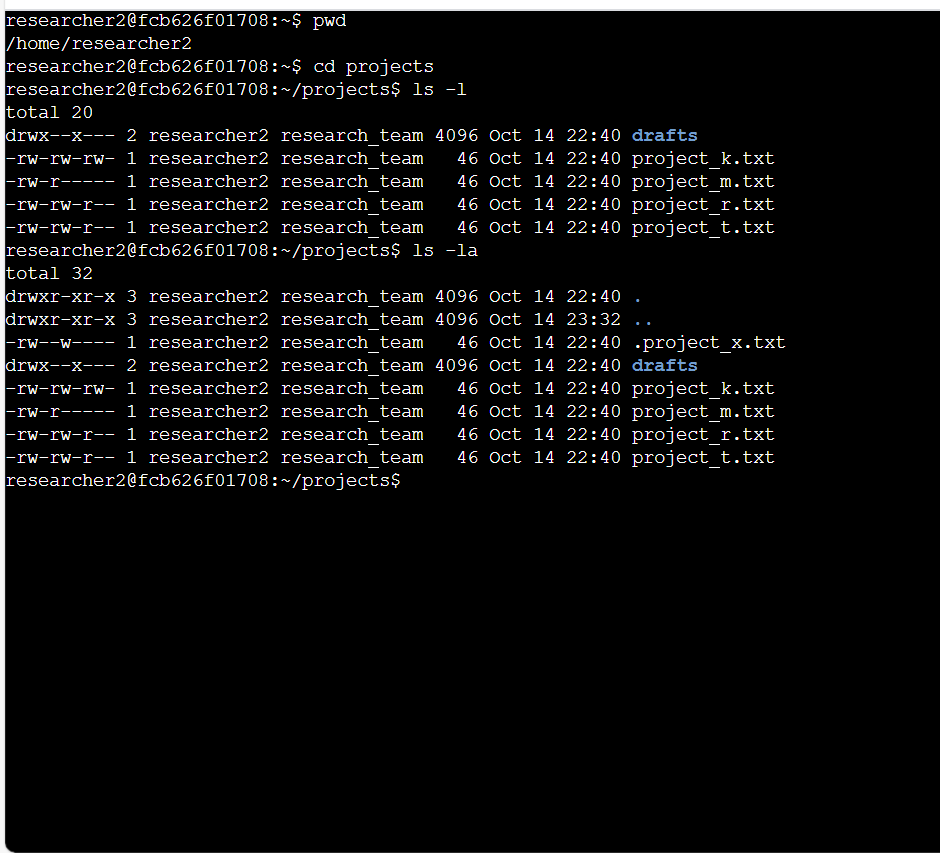 researcher2@fcb626f01708:~$ pwd
/home/researcher2
researcher2@fcb626f01708:~$ cd projects
researcher2@fcb626f01708:~/projects$ ls -l
total 20
drwx--x--- 2 researcher2 research_team 4096 Oct 14 22:40 drafts
-rw-rw-rw- 1 researcher2 research_team   46 Oct 14 22:40 project_k.txt
-rw-r----- 1 researcher2 research_team   46 Oct 14 22:40 project_m.txt
-rw-rw-r-- 1 researcher2 research_team   46 Oct 14 22:40 project_r.txt
-rw-rw-r-- 1 researcher2 research_team   46 Oct 14 22:40 project_t.txt
researcher2@fcb626f01708:~/projects$ ls -la
total 32
drwxr-xr-x 3 researcher2 research_team 4096 Oct 14 22:40 .
drwxr-xr-x 3 researcher2 research_team 4096 Oct 14 23:32 ..
-rw--w---- 1 researcher2 research_team   46 Oct 14 22:40 .project_x.txt
drwx--x--- 2 researcher2 research_team 4096 Oct 14 22:40 drafts
-rw-rw-rw- 1 researcher2 research_team   46 Oct 14 22:40 project_k.txt
-rw-r----- 1 researcher2 research_team   46 Oct 14 22:40 project_m.txt
-rw-rw-r-- 1 researcher2 research_team   46 Oct 14 22:40 project_r.txt
-rw-rw-r-- 1 researcher2 research_team   46 Oct 14 22:40 project_t.txt
researcher2@fcb626f01708:~/projects$